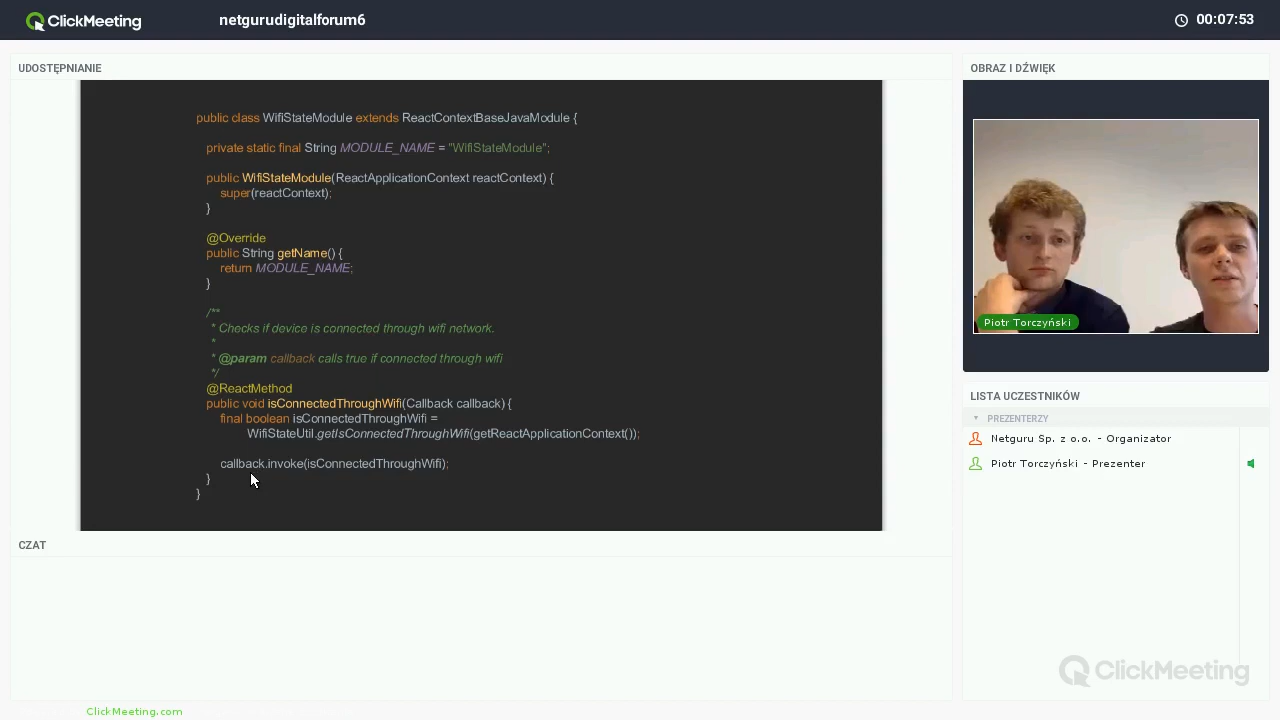 ClickMeeting
netgurudigitalforum6
00:07:53
UDOSTĘPNIANIE
public class WifiStateModule extends ReactContextBaseJavaModule {
private static final String MODULE_NAME = "WifiStateModule";
public WifiStateModule(ReactApplicationContext reactContext) {
super(reactContext);
}
@Override
public String getName() {
return MODULE_NAME;
}
/**
* Checks if device is connected through wifi network.
*
* @param callback calls true if connected through wifi
*/
@ReactMethod
public void isConnectedThroughWifi(Callback callback) {
final boolean isConnectedThroughWifi =
WifiStateUtil.getIsConnectedThroughWifi(getReactApplicationContext());
callback.invoke(isConnectedThroughWifi);
}
}
CZAT
OBRAZ I DŹWIĘK
Piotr Torczyński
LISTA UCZESTNIKÓW
PREZENTERZY
Netguru Sp. z o.o. - Organizator
Piotr Torczyński - Prezenter
ClickMeeting
ClickMeeting.com